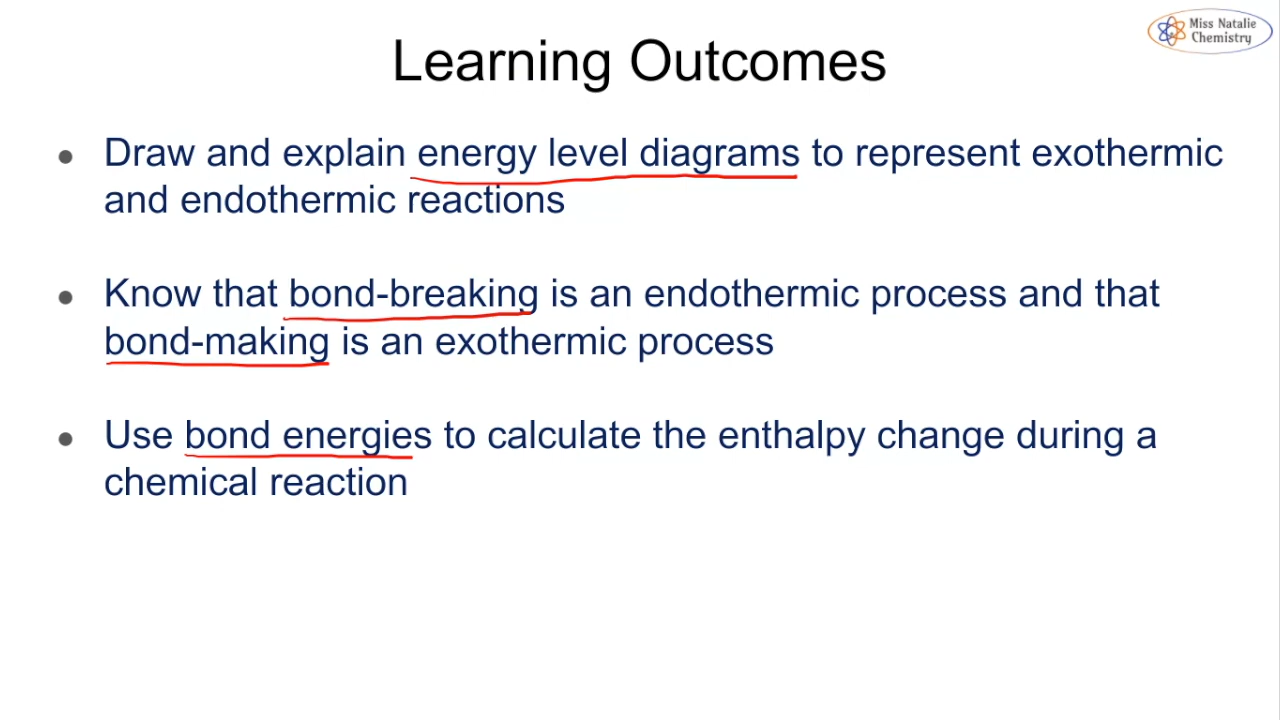 Miss Natalie
Chemistry
Learning Outcomes
● Draw and explain energy level diagrams to represent exothermic
and endothermic reactions
● Know that bond-breaking is an endothermic process and that
bond-making is an exothermic process
● Use bond energies to calculate the enthalpy change during a
chemical reaction